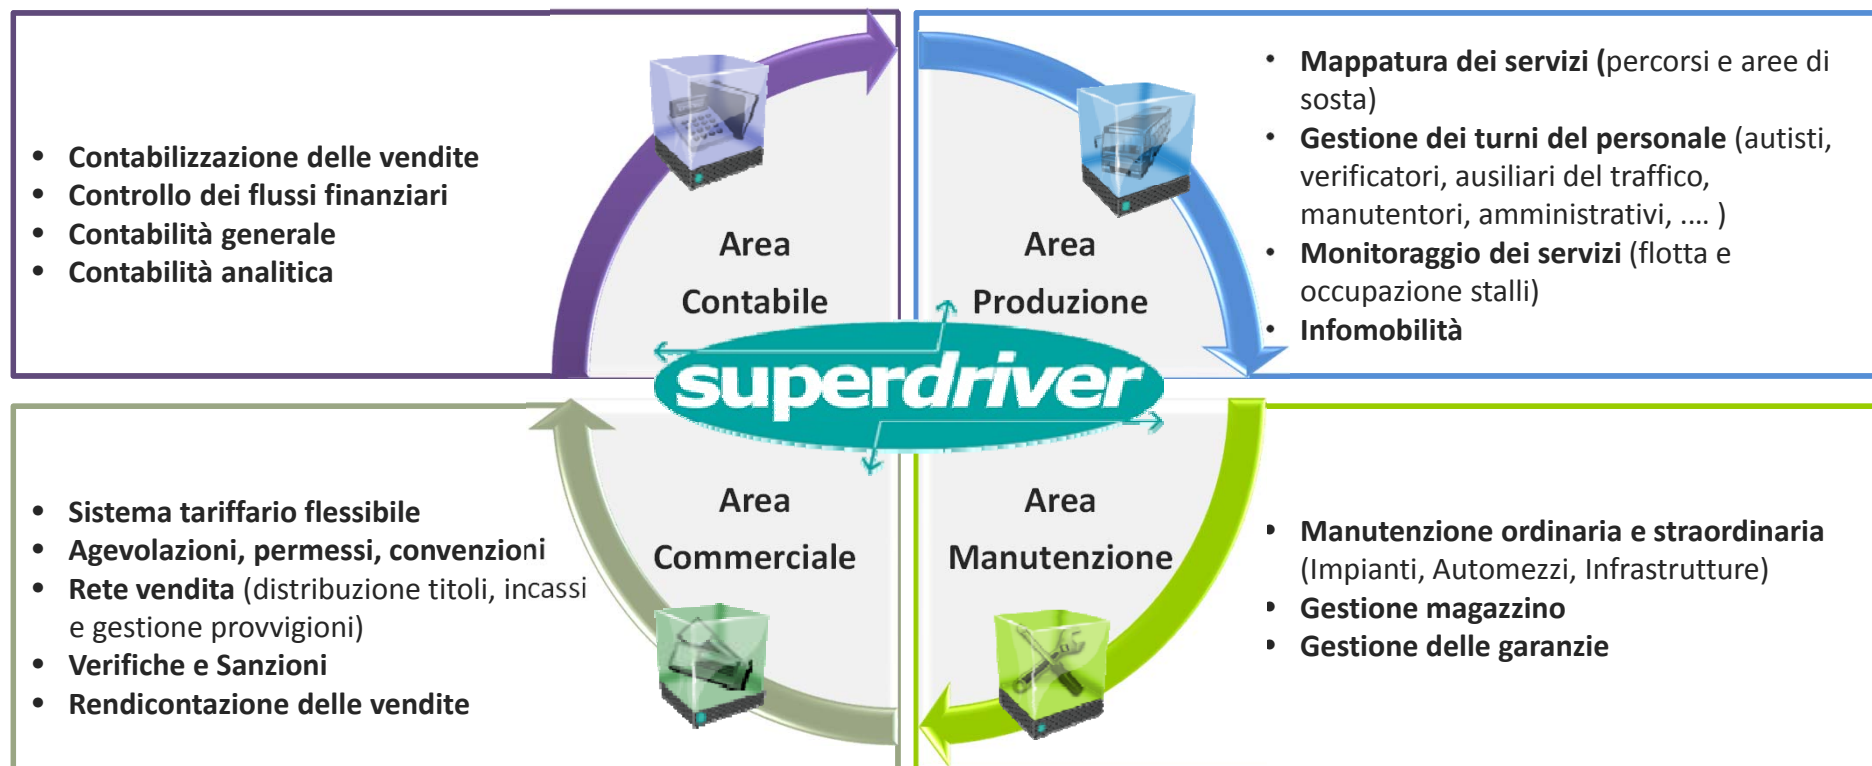 • Contabilizzazione delle vendite
• Controllo dei flussi finanziari
• Contabilità generale
• Contabilità analitica
Area
Contabile
Area
Produzione
• Mappatura dei servizi (percorsi e aree di
sosta)
• Gestione dei turni del personale (autisti,
verificatori, ausiliari del traffico,
manutentori, amministrativi, .... )
• Monitoraggio dei servizi (flotta e
occupazione stalli)
• Infomobilità
superdriver
• Sistema tariffario flessibile
• Agevolazioni, permessi, convenzioni
• Rete vendita (distribuzione titoli, incassi
e gestione provvigioni)
• Verifiche e Sanzioni
• Rendicontazione delle vendite
Area
Commerciale
Area
Manutenzione
• Manutenzione ordinaria e straordinaria
(Impianti, Automezzi, Infrastrutture)
• Gestione magazzino
• Gestione delle garanzie